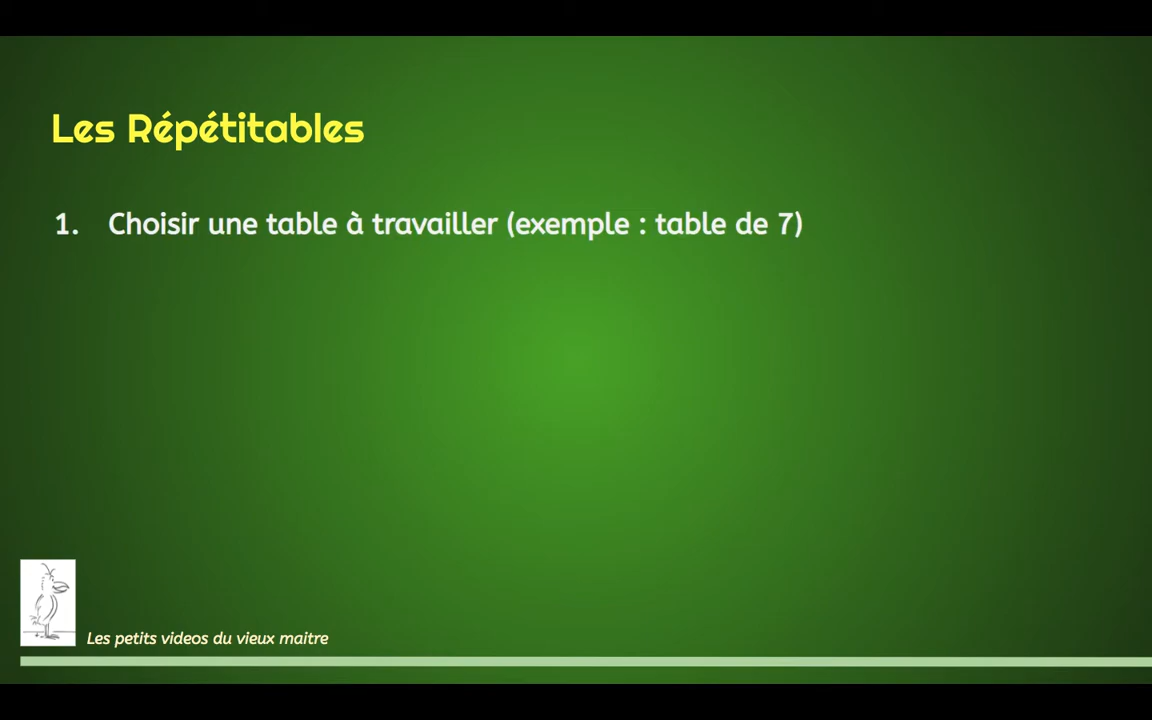 Les Répétitables
1. Choisir une table à travailler (exemple : table de 7)
Les petits videos du vieux maitre